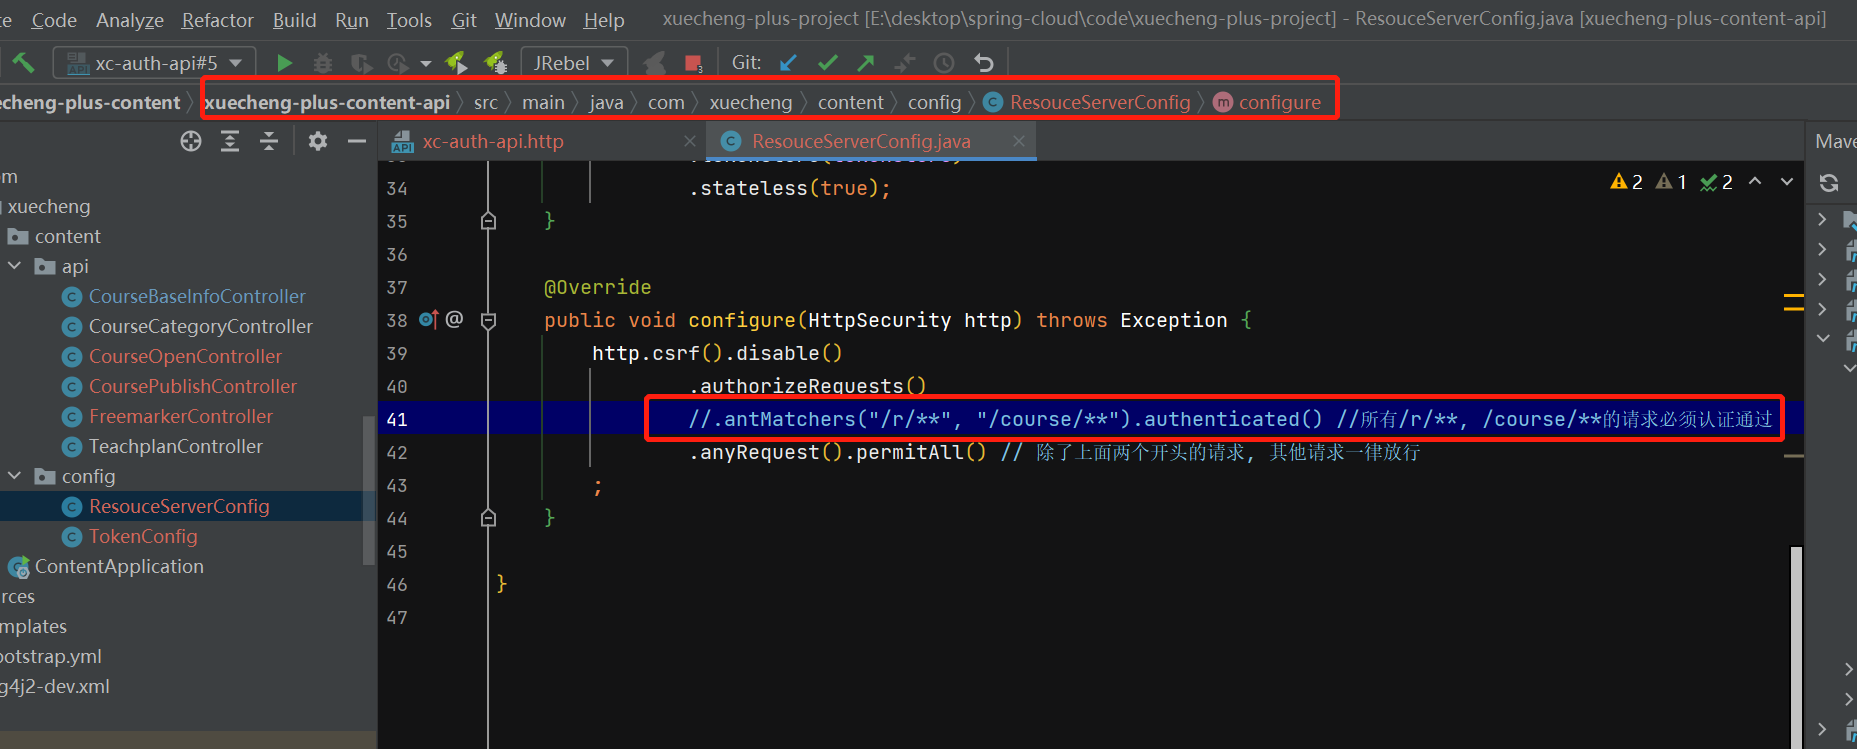 Code Analyze Refactor Build Run Tools Git Window Help xuecheng-plus-project [E:\desktop\spring-cloud\code\xuecheng-plus-project] - ResouceServerConfig.java [xuecheng-plus-content-api]
xc-auth-api#5 JRebel 3 Git:
echeng-plus-content xuecheng-plus-content-api src main java com xuecheng content config ResouceServerConfig configure
xc-auth-api.http ResouceServerConfig.java Mave
xuecheng
content
api
CourseBaseInfoController
CourseCategoryController
CourseOpenController
CoursePublishController
FreemarkerController
TeachplanController
config
ResouceServerConfig
TokenConfig
ContentApplication
rces
mplates
ootstrap.yml
g4j2-dev.xml
2 1 2
34 .stateless(true);
35 }
36
37 @Override
38 public void configure(HttpSecurity http) throws Exception {
39 http.csrf().disable()
40 .authorizeRequests()
41 //.antMatchers("/r/**", "/course/**").authenticated() //所有/r/**, /course/**的请求必须认证通过
42 .anyRequest().permitAll() // 除了上面两个开头的请求, 其他请求一律放行
43 ;
44 }
45
46 }
47